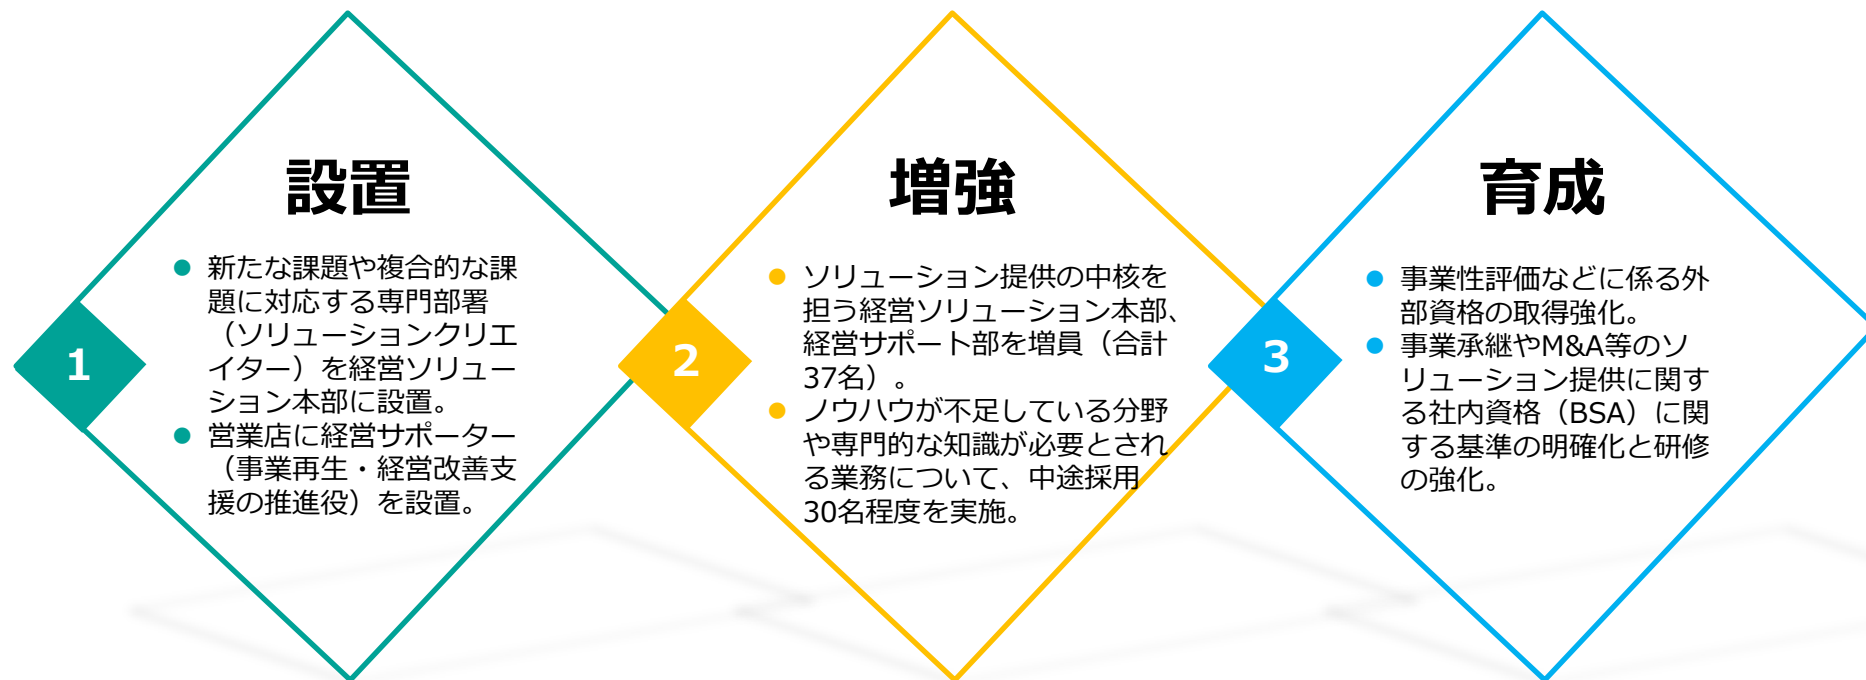 設置
1
● 新たな課題や複合的な課
題に対応する専門部署
（ソリューションクリエ
イター）を経営ソリュー
ション本部に設置。
● 営業店に経営サポーター
（事業再生・経営改善支
援の推進役）を設置。
増強
2
● ソリューション提供の中核を
担う経営ソリューション本部、
経営サポート部を増員（合計
37名）。
● ノウハウが不足している分野
や専門的な知識が必要とされ
る業務について、中途採用
30名程度を実施。
育成
3
● 事業性評価などに係る外
部資格の取得強化。
● 事業承継やM&A等のソ
リューション提供に関す
る社内資格（BSA）に関
する基準の明確化と研修
の強化。